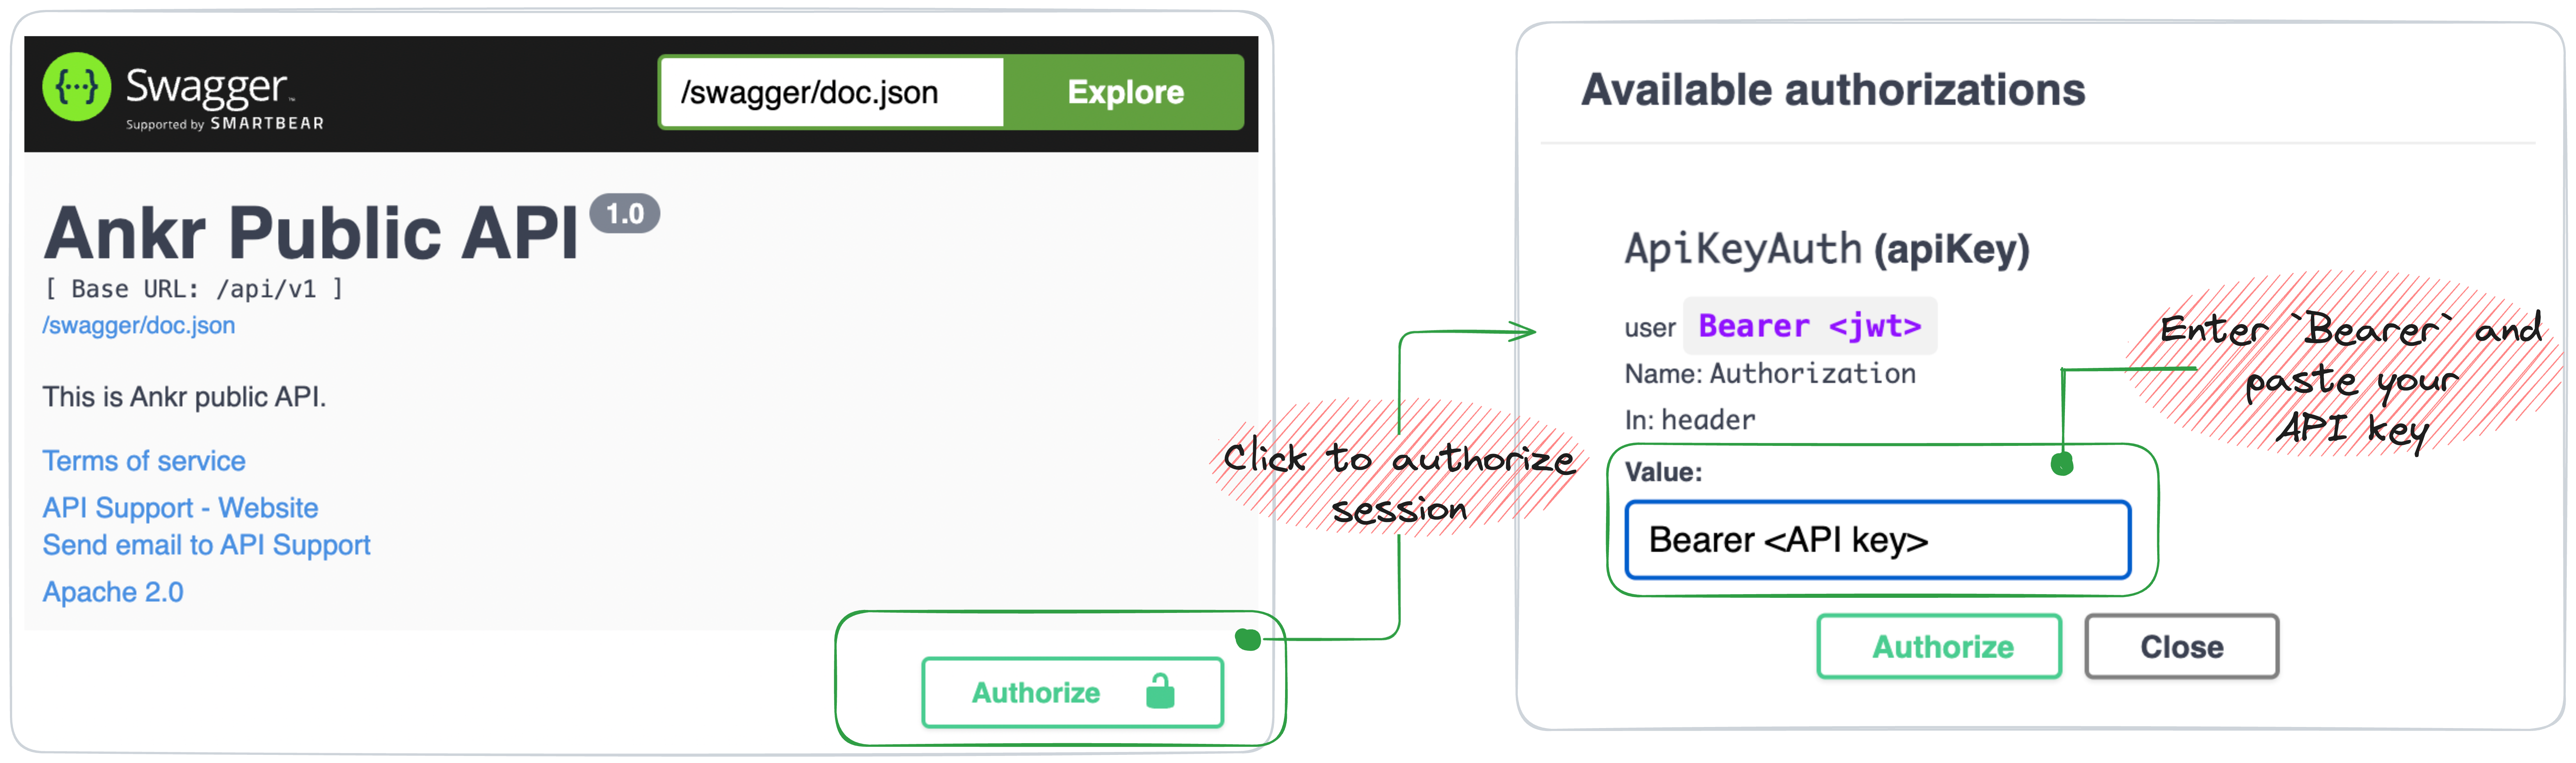 {...} Swagger™
Supported by SMARTBEAR
/swagger/doc.json
Explore
Ankr Public API 1.0
[ Base URL: /api/v1 ]
/swagger/doc.json
This is Ankr public API.
Terms of service
API Support - Website
Send email to API Support
Apache 2.0
Authorize
Click to authorize
session
Available authorizations
ApiKeyAuth (apiKey)
user Bearer <jwt>
Name: Authorization
In: header
Value:
Bearer <API key>
Authorize
Close
Enter `Bearer` and
paste your
API key